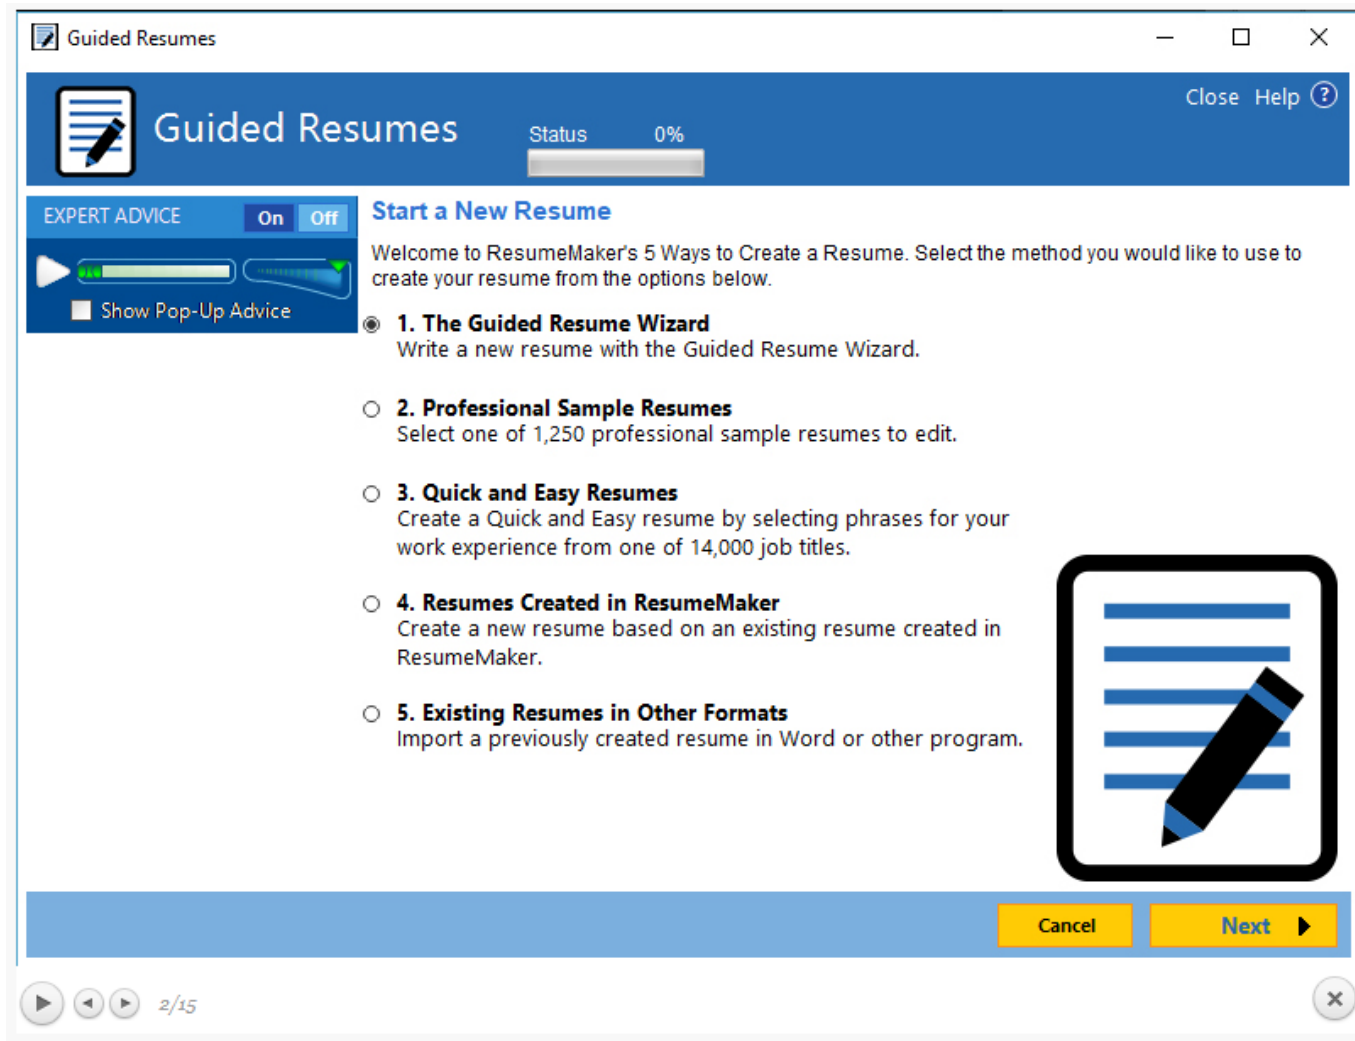 Guided Resumes
Close Help ?
Guided Resumes
Status 0%
EXPERT ADVICE On Off
Show Pop-Up Advice
Start a New Resume
Welcome to ResumeMaker's 5 Ways to Create a Resume. Select the method you would like to use to
create your resume from the options below.
1. The Guided Resume Wizard
Write a new resume with the Guided Resume Wizard.
2. Professional Sample Resumes
Select one of 1,250 professional sample resumes to edit.
3. Quick and Easy Resumes
Create a Quick and Easy resume by selecting phrases for your
work experience from one of 14,000 job titles.
4. Resumes Created in ResumeMaker
Create a new resume based on an existing resume created in
ResumeMaker.
5. Existing Resumes in Other Formats
Import a previously created resume in Word or other program.
Cancel
Next
2/15